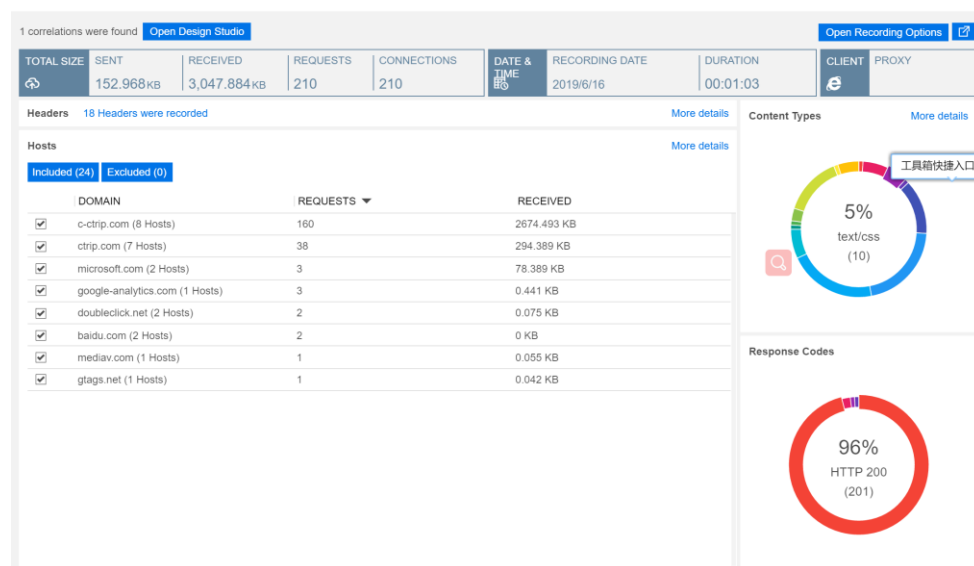 1 correlations were found Open Design Studio Open Recording Options
TOTAL SIZE SENT RECEIVED REQUESTS CONNECTIONS DATE & TIME RECORDING DATE DURATION CLIENT PROXY
152.968KB 3,047.884KB 210 210 2019/6/16 00:01:03
Headers 18 Headers were recorded More details
Content Types More details
Hosts More details
Included (24) Excluded (0)
工具箱快捷入口
DOMAIN REQUESTS RECEIVED
c-ctrip.com (8 Hosts) 160 2674.493 KB
ctrip.com (7 Hosts) 38 294.389 KB
microsoft.com (2 Hosts) 3 78.389 KB
google-analytics.com (1 Hosts) 3 0.441 KB
doubleclick.net (2 Hosts) 2 0.075 KB
baidu.com (2 Hosts) 2 0 KB
mediav.com (1 Hosts) 1 0.055 KB
gtags.net (1 Hosts) 1 0.042 KB
5%
text/css
(10)
Response Codes
96%
HTTP 200
(201)